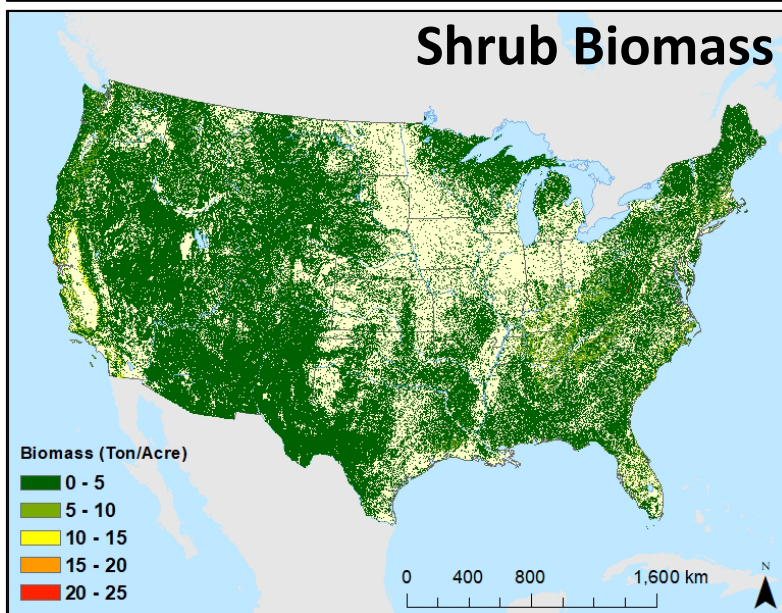 Shrub Biomass
Biomass (Ton/Acre)
0 - 5
5 - 10
10 - 15
15 - 20
20 - 25
0 400 800 1,600 km
N